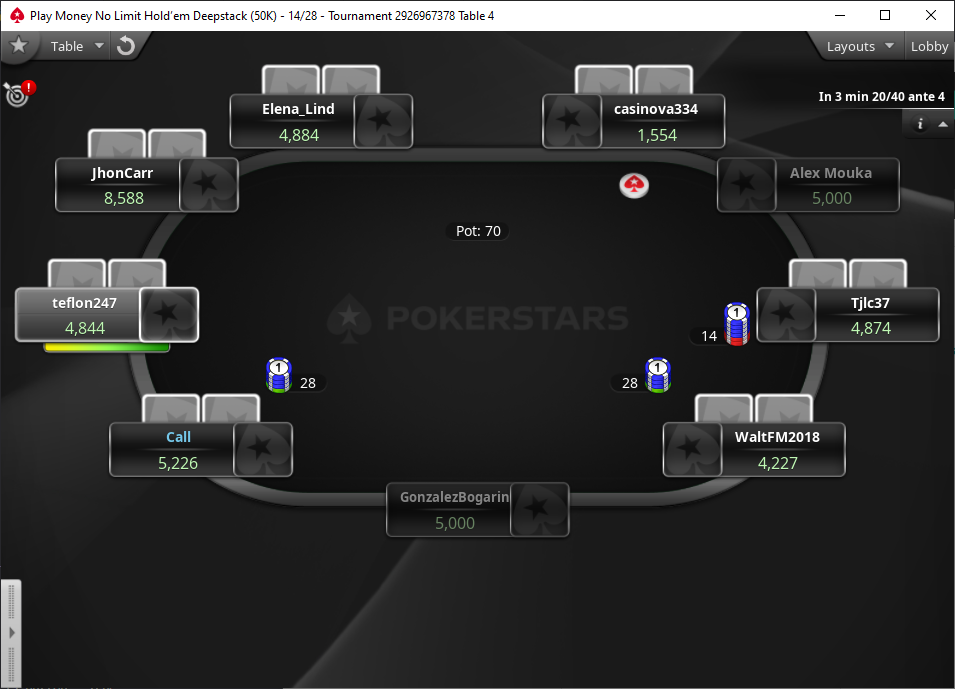 Play Money No Limit Hold'em Deepstack (50K) - 14/28 - Tournament 2926967378 Table 4
Table
Layouts
Lobby
In 3 min 20/40 ante 4
Elena_Lind
4,884
casinova334
1,554
JhonCarr
8,588
Alex Mouka
5,000
Pot: 70
teflon247
4,844
POKERSTARS
Tjlc37
4,874
1
14
1
28
28
1
Call
5,226
WaltFM2018
4,227
GonzalezBogarin
5,000